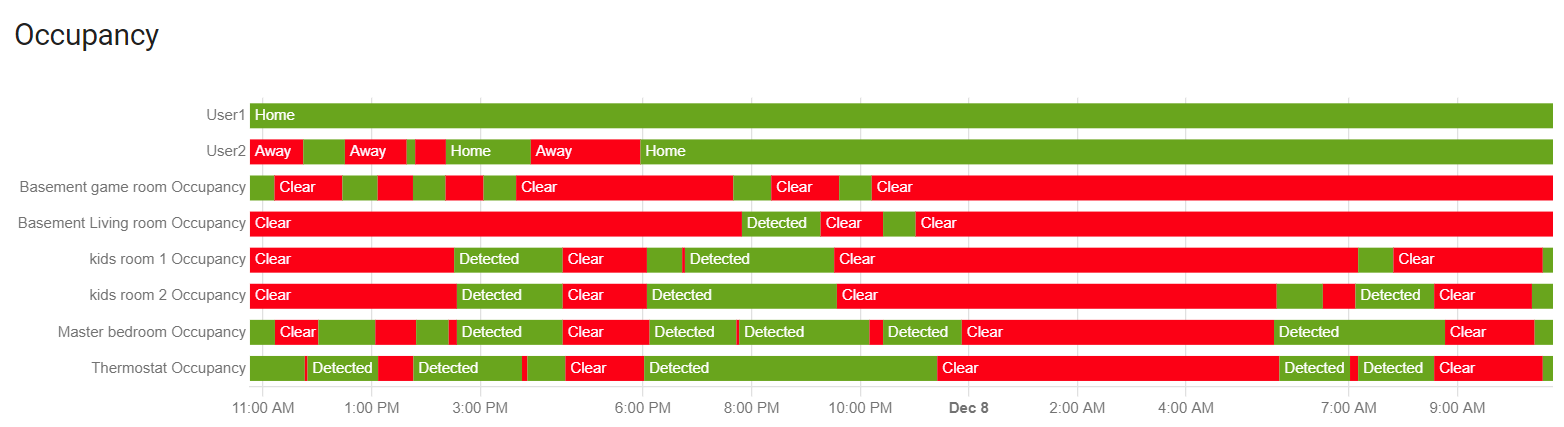 Occupancy
User1 Home
User2 Away Away Home Away Home
Basement game room Occupancy Clear Clear Clear Clear
Basement Living room Occupancy Clear Detected Clear Clear
kids room 1 Occupancy Clear Detected Clear Detected Clear Clear
kids room 2 Occupancy Clear Detected Clear Detected Clear Detected Clear
Master bedroom Occupancy Clear Detected Clear Detected Detected Detected Clear Detected Clear
Thermostat Occupancy Detected Detected Clear Detected Clear Detected Detected Clear
11:00 AM 1:00 PM 3:00 PM 6:00 PM 8:00 PM 10:00 PM Dec 8 2:00 AM 4:00 AM 7:00 AM 9:00 AM